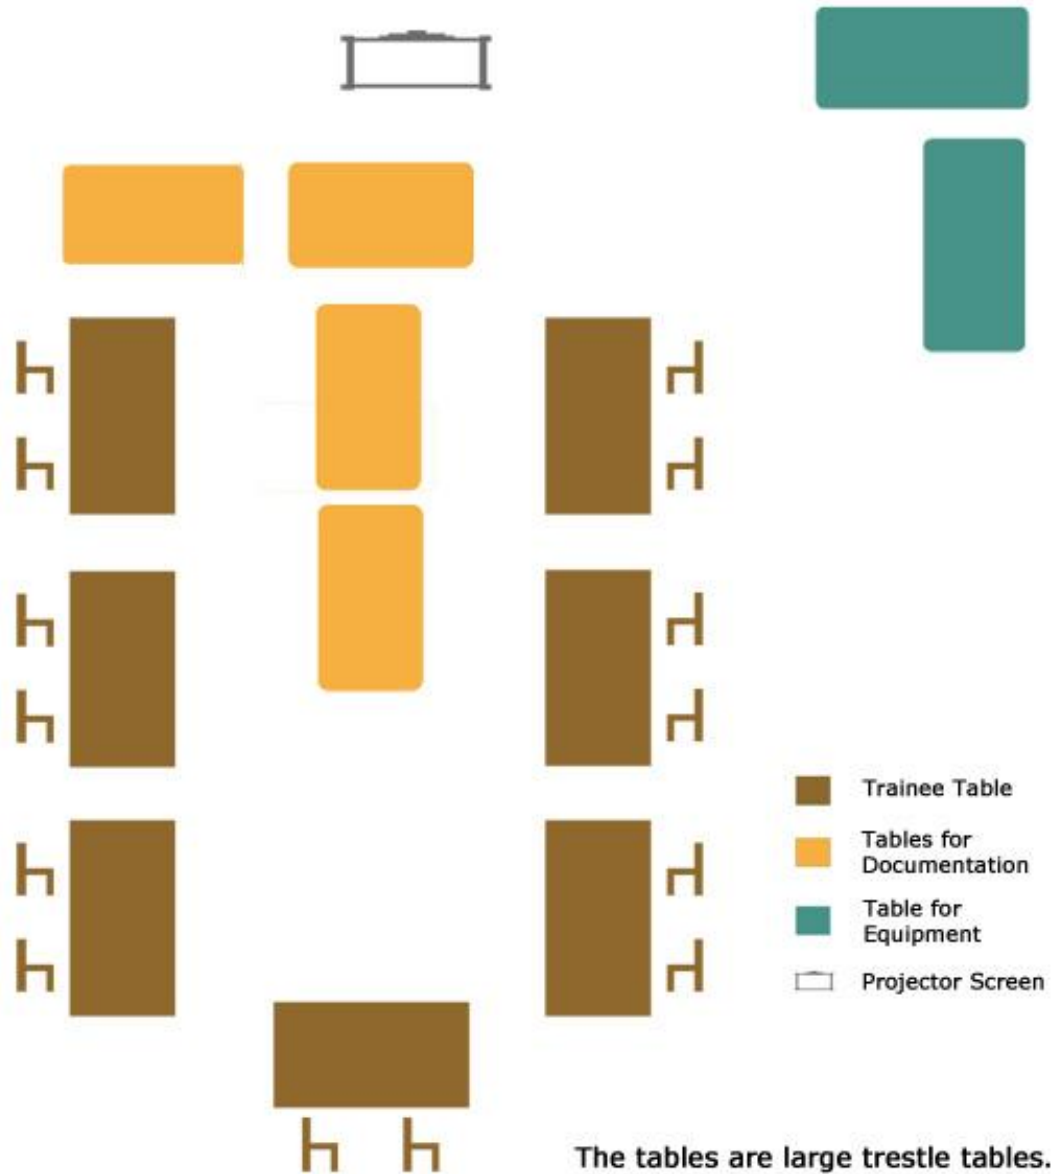 Trainee Table
Tables for
Documentation
Table for
Equipment
Projector Screen
The tables are large trestle tables.